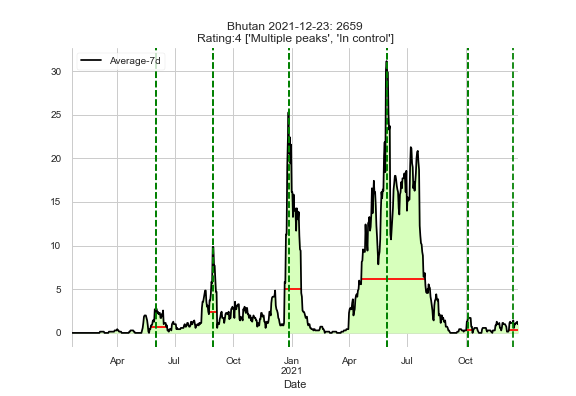 Bhutan 2021-12-23: 2659
Rating:4 ['Multiple peaks', 'In control']
Average-7d
30
25
20
15
10
5
0
Apr Jul Oct Jan Apr Jul Oct
2021
Date